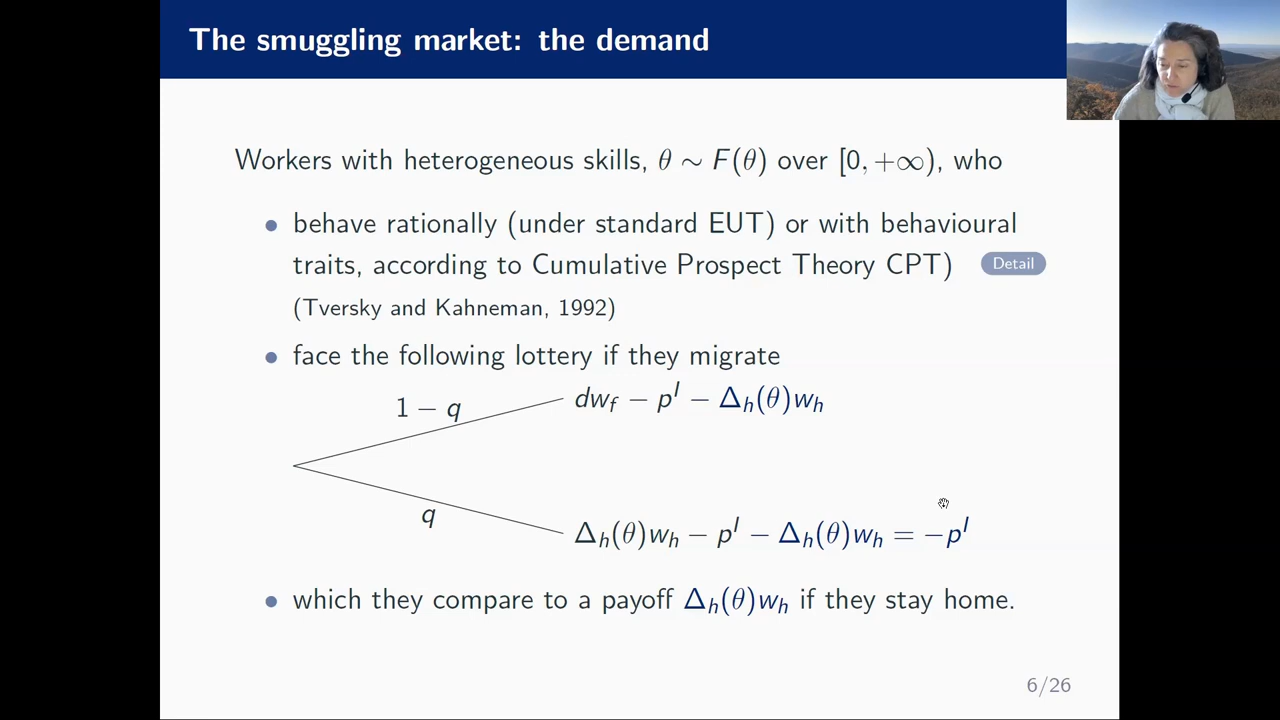 The smuggling market: the demand
Workers with heterogeneous skills, θ ∼ F(θ) over [0, +∞), who
• behave rationally (under standard EUT) or with behavioural
traits, according to Cumulative Prospect Theory CPT) Detail
(Tversky and Kahneman, 1992)
• face the following lottery if they migrate
1 − q
dw_f − p^I − Δ_h(θ)w_h
q
Δ_h(θ)w_h − p^I − Δ_h(θ)w_h = −p^I
• which they compare to a payoff Δ_h(θ)w_h if they stay home.
6/26